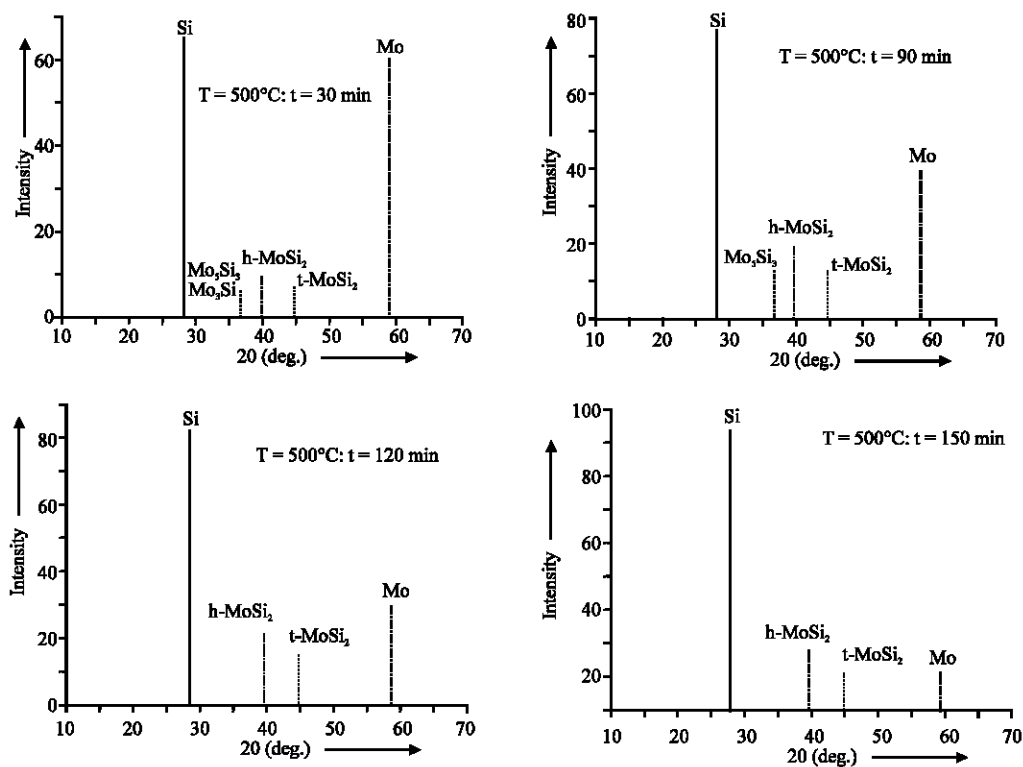 Si
Mo
T = 500°C: t = 30 min
h-MoSi₂
Mo₅Si₃
Mo₃Si
t-MoSi₂
Intensity
60
40
20
0
10 20 30 40 50 60 70
20 (deg.)
Si
T = 500°C: t = 90 min
Mo
h-MoSi₂
Mo₅Si₃
t-MoSi₂
Intensity
80
60
40
20
0
10 20 30 40 50 60 70
20 (deg.)
Si
T = 500°C: t = 120 min
Mo
h-MoSi₂
t-MoSi₂
Intensity
80
60
40
20
0
10 20 30 40 50 60 70
20 (deg.)
Si
T = 500°C: t = 150 min
h-MoSi₂
t-MoSi₂
Mo
Intensity
100
80
60
40
20
10 20 30 40 50 60 70
20 (deg.)